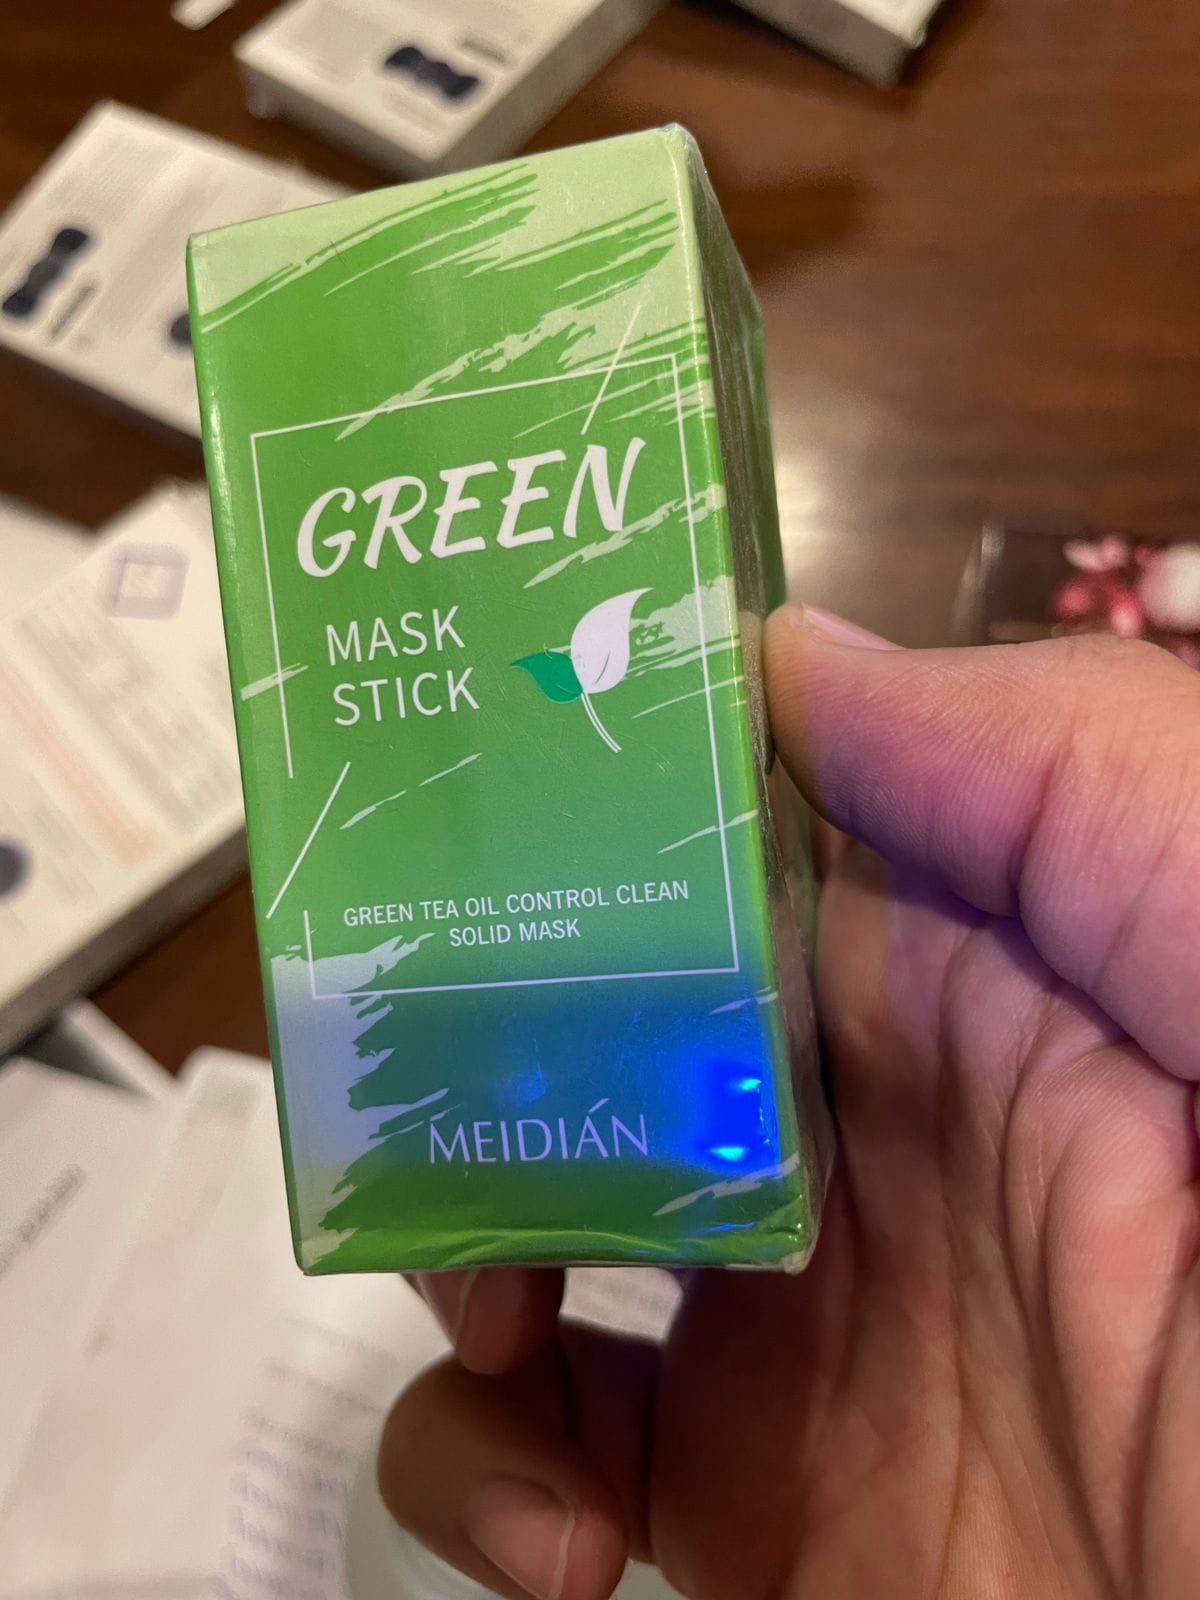 GREEN
MASK
STICK
GREEN TEA OIL CONTROL CLEAN
SOLID MASK
MEIDIÁN